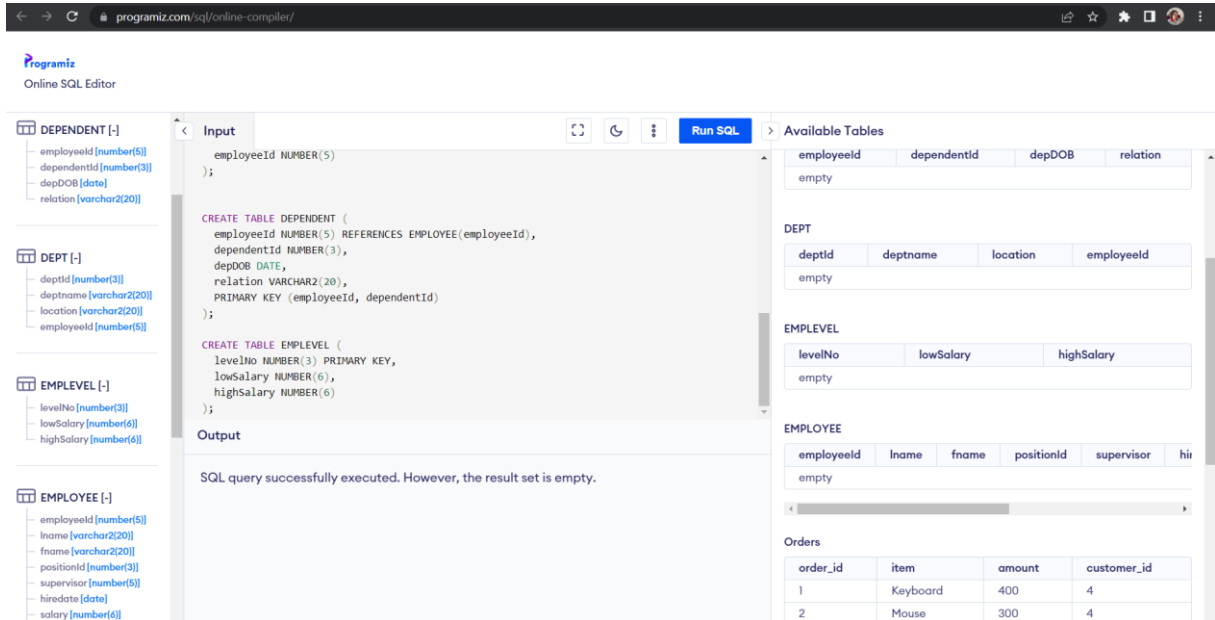 programiz.com/sql/online-compiler/
Programiz
Online SQL Editor
DEPENDENT [-]
employeeId [number(5)]
dependentId [number(3)]
depDOB [date]
relation [varchar2(20)]
DEPT [-]
deptId [number(3)]
deptname [varchar2(20)]
location [varchar2(20)]
employeeId [number(5)]
EMPLEVEL [-]
levelNo [number(3)]
lowSalary [number(6)]
highSalary [number(6)]
EMPLOYEE [-]
employeeId [number(5)]
lname [varchar2(20)]
fname [varchar2(20)]
positionId [number(3)]
supervisor [number(5)]
hiredate [date]
salary [number(6)]
Input
Run SQL
employeeId NUMBER(5)
);
CREATE TABLE DEPENDENT (
employeeId NUMBER(5) REFERENCES EMPLOYEE(employeeId),
dependentId NUMBER(3),
depDOB DATE,
relation VARCHAR2(20),
PRIMARY KEY (employeeId, dependentId)
);
CREATE TABLE EMPLEVEL (
levelNo NUMBER(3) PRIMARY KEY,
lowSalary NUMBER(6),
highSalary NUMBER(6)
);
Output
SQL query successfully executed. However, the result set is empty.
Available Tables
employeeId dependentId depDOB relation
empty
DEPT
deptId deptname location employeeId
empty
EMPLEVEL
levelNo lowSalary highSalary
empty
EMPLOYEE
employeeId lname fname positionId supervisor
empty
Orders
order_id item amount customer_id
1 Keyboard 400 4
2 Mouse 300 4